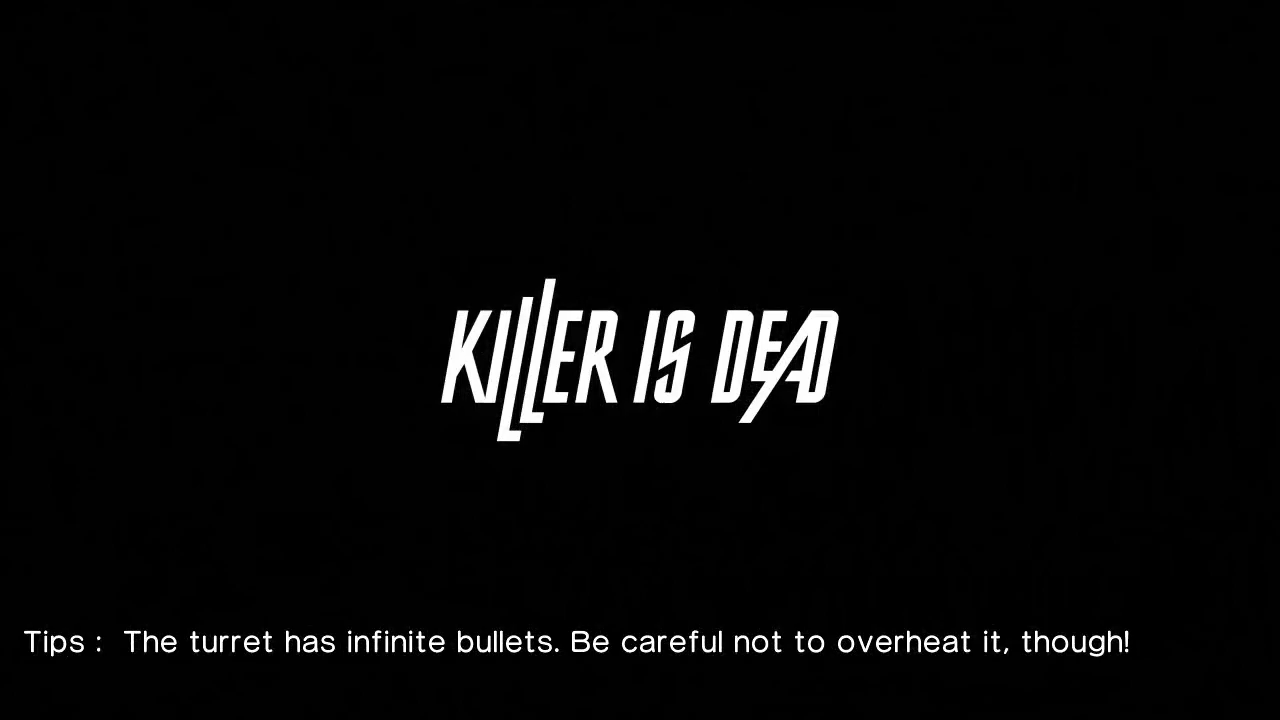 KILLER IS DEAD
Tips : The turret has infinite bullets. Be careful not to overheat it, though!